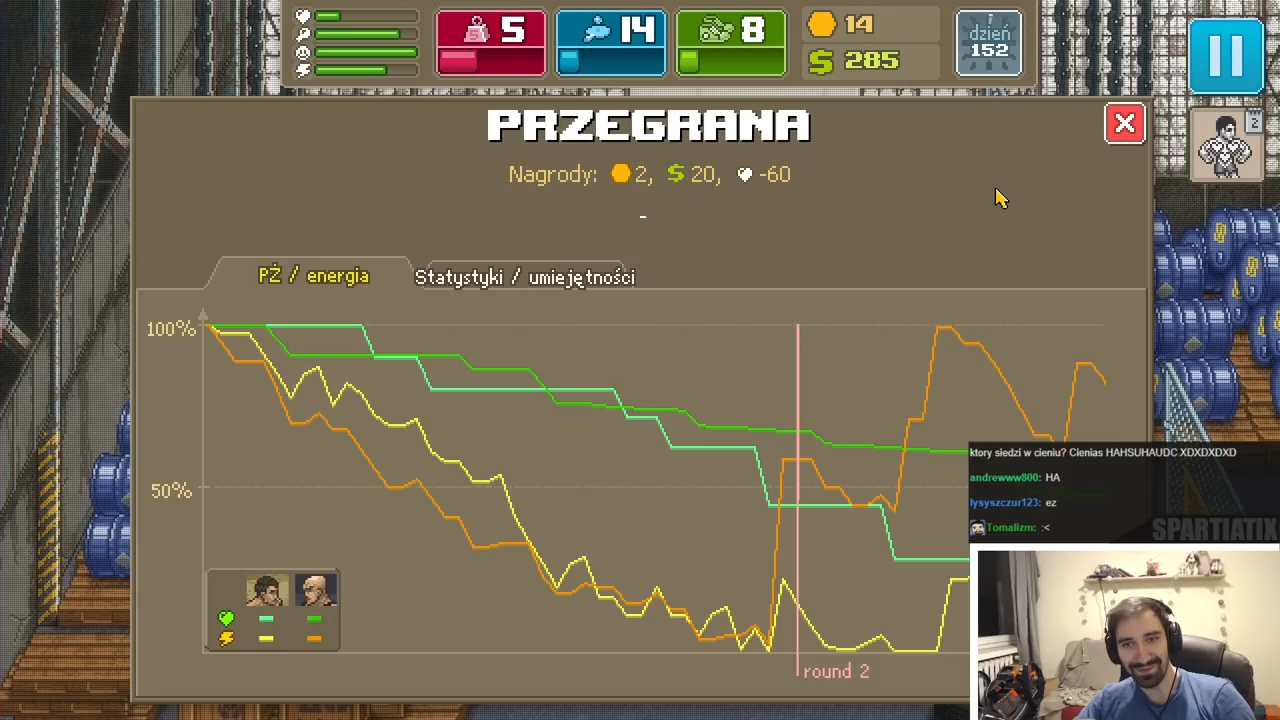 5
14
8
14
285
dzień
152
PRZEGRANA
Nagrody: 2, $ 20, -60
-
PŻ / energia
Statystyki / umiejętności
100%
50%
round 2
2
ktory siedzi w cieniu? Cienias HAHSUHAUDC XDXDXDXD
andrewww800: HA
lysyszczur123: ez
Tomalizm: :<
SPARTIATIX